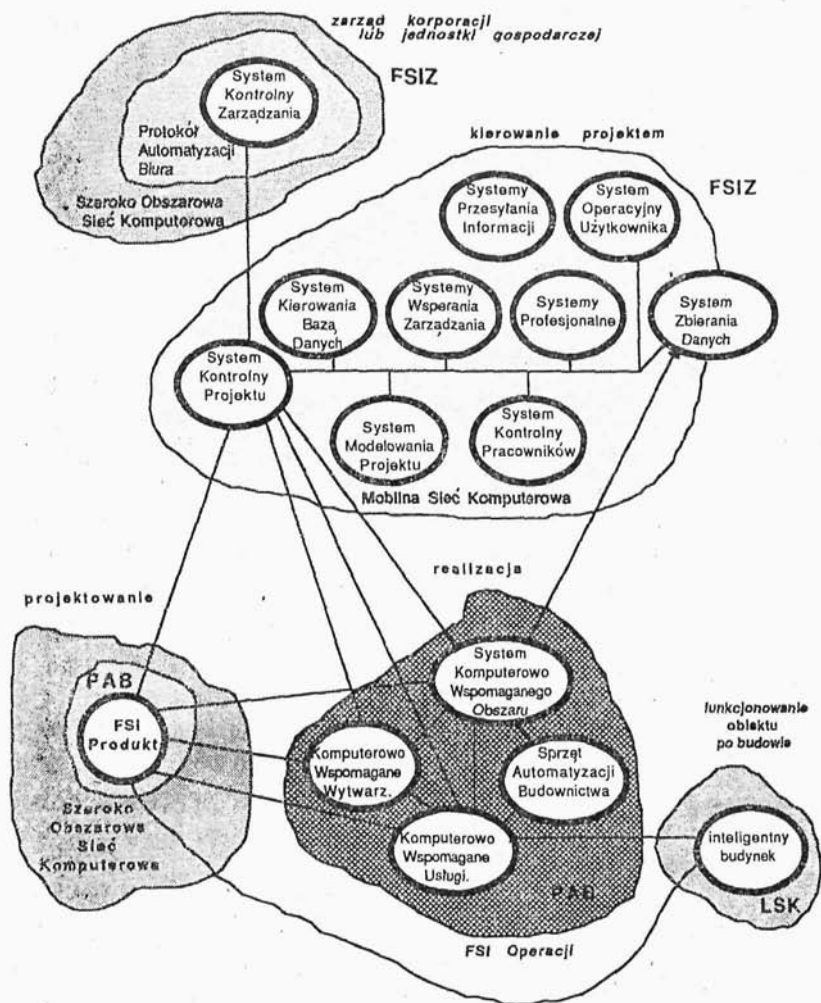 zarząd korporacji
lub jednostki gospodarczej
FSIZ
System
Kontrolny
Zarządzania
Protokół
Automatyzacji
Biura
Szeroko Obszarowa
Sieć Komputerowa
kierowanie projektem
FSIZ
Systemy
Przesyłania
Informacji
System
Operacyjny
Użytkownika
System
Kierowania
Bazą
Danych
Systemy
Wsperania
Zarządzania
Systemy
Profesjonalne
System
Zbierania
Danych
System
Kontrolny
Projektu
System
Modelowania
Projektu
System
Kontrolny
Pracowników
Mobilna Sieć Komputerowa
projektowanie
PAB
FSI
Produkt
Szeroko
Obszarowa
Sieć
Komputerowa
realizacja
System
Komputerowo
Wspomaganego
Obszaru
Komputerowo
Wspomagane
Wytwarz.
Sprzęt
Automatyzacji
Budownictwa
Komputerowo
Wspomagane
Usługi.
PAB
FSI Operacji
funkcjonowanie
obiektu
po budowie
inteligentny
budynek
LSK